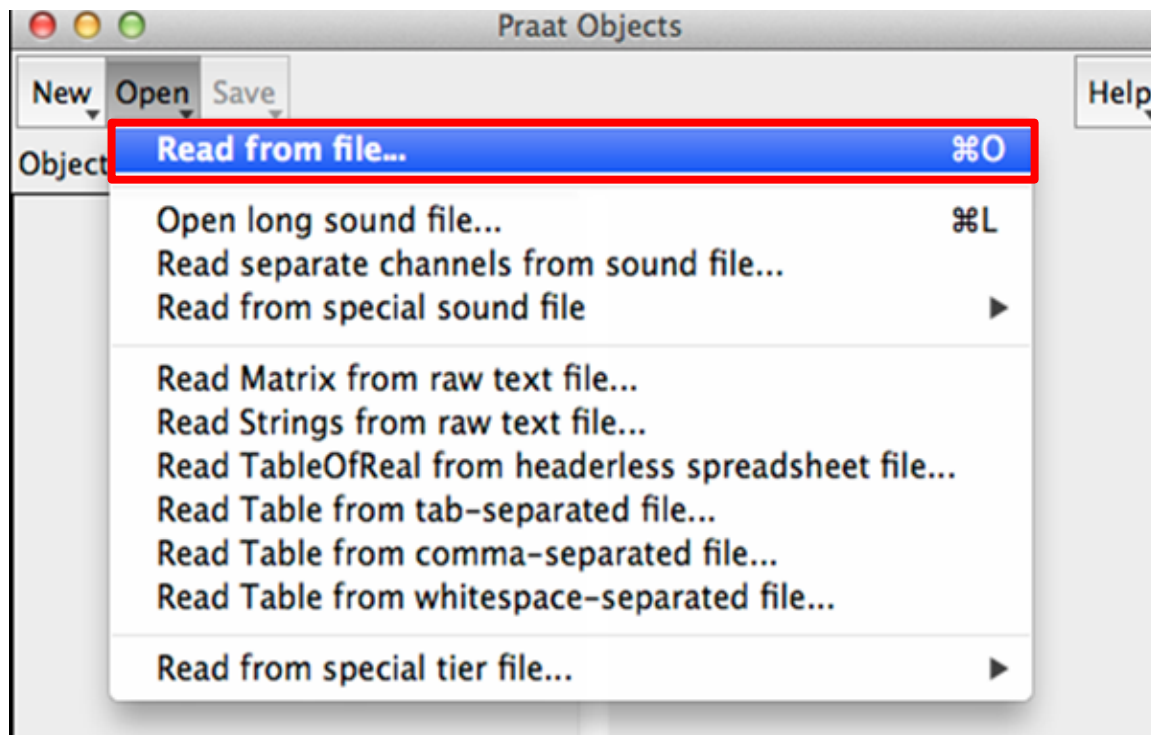 Praat Objects
New Open Save Help
Object
Read from file... ⌘O
Open long sound file... ⌘L
Read separate channels from sound file...
Read from special sound file
Read Matrix from raw text file...
Read Strings from raw text file...
Read TableOfReal from headerless spreadsheet file...
Read Table from tab-separated file...
Read Table from comma-separated file...
Read Table from whitespace-separated file...
Read from special tier file...